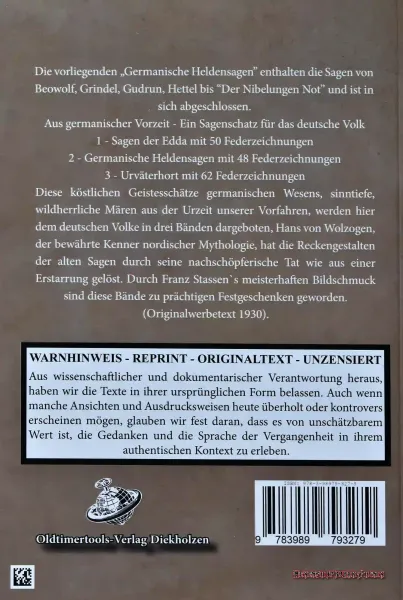 Die vorliegenden „Germanische Heldensagen" enthalten die Sagen von
Beowolf, Grindel, Gudrun, Hettel bis "Der Nibelungen Not" und ist in
sich abgeschlossen.
Aus germanischer Vorzeit - Ein Sagenschatz für das deutsche Volk
1 - Sagen der Edda mit 50 Federzeichnungen
2 - Germanische Heldensagen mit 48 Federzeichnungen
3 - Urväterhort mit 62 Federzeichnungen
Diese köstlichen Geistesschätze germanischen Wesens, sinntiefe,
wildherrliche Mären aus der Urzeit unserer Vorfahren, werden hier
dem deutschen Volke in drei Bänden dargeboten, Hans von Wolzogen,
der bewährte Kenner nordischer Mythologie, hat die Reckengestalten
der alten Sagen durch seine nachschöpferische Tat wie aus einer
Erstarrung gelöst. Durch Franz Stassen`s meisterhaften Bildschmuck
sind diese Bände zu prächtigen Festgeschenken geworden.
(Originalwerbetext 1930).
WARNHINWEIS - REPRINT - ORIGINALTEXT - UNZENSIERT
Aus wissenschaftlicher und dokumentarischer Verantwortung heraus,
haben wir die Texte in ihrer ursprünglichen Form belassen. Auch wenn
manche Ansichten und Ausdrucksweisen heute überholt oder kontrovers
erscheinen mögen, glauben wir fest daran, dass es von unschätzbarem
Wert ist, die Gedanken und die Sprache der Vergangenheit in ihrem
authentischen Kontext zu erleben.
Oldtimertools-Verlag Diekholzen
9 783989 793279